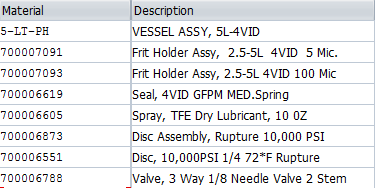 Material Description
5-LT-PH VESSEL ASSY, 5L-4VID
700007091 Frit Holder Assy, 2.5-5L 4VID 5 Mic.
700007093 Frit Holder Assy, 2.5-5L 4VID 100 Mic
700006619 Seal, 4VID GFPM MED.Spring
700006605 Spray, TFE Dry Lubricant, 10 0Z
700006873 Disc Assembly, Rupture 10,000 PSI
700006551 Disc, 10,000PSI 1/4 72*F Rupture
700006788 Valve, 3 Way 1/8 Needle Valve 2 Stem